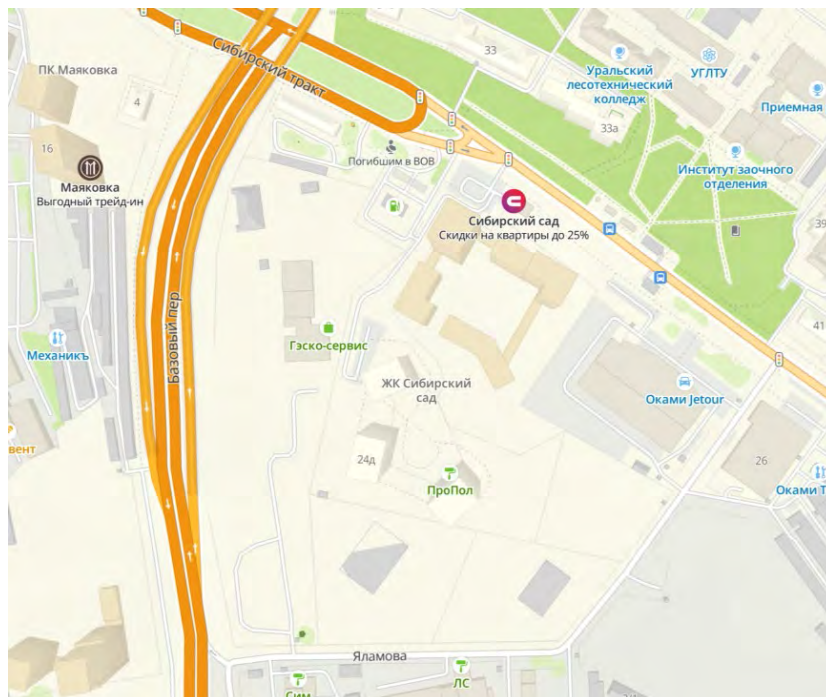 33
Сибирский тракт
ПК Маяковка
Уральский
лесотехнический
колледж
УГЛТУ
4
Приемная
33а
16
Погибшим в ВОВ
Маяковка
Выгодный трейд-ин
Институт заочного
отделения
Сибирский сад
Скидки на квартиры до 25%
39
Базовый пер
41
Гэско-сервис
Механикъ
ЖК Сибирский
сад
Оками Jetour
вент
24д
26
ПроПол
Оками Т
Яламова
ЛС
Сим